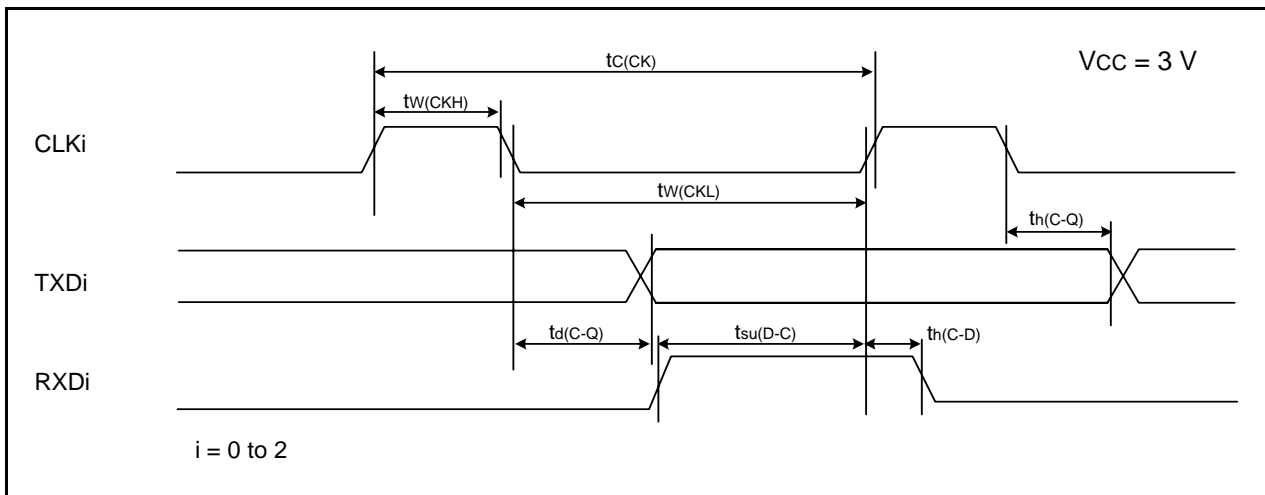 tC(CK)
VCC = 3 V
tW(CKH)
CLKi
tW(CKL)
th(C-Q)
TXDi
td(C-Q)
tsu(D-C)
th(C-D)
RXDi
i = 0 to 2